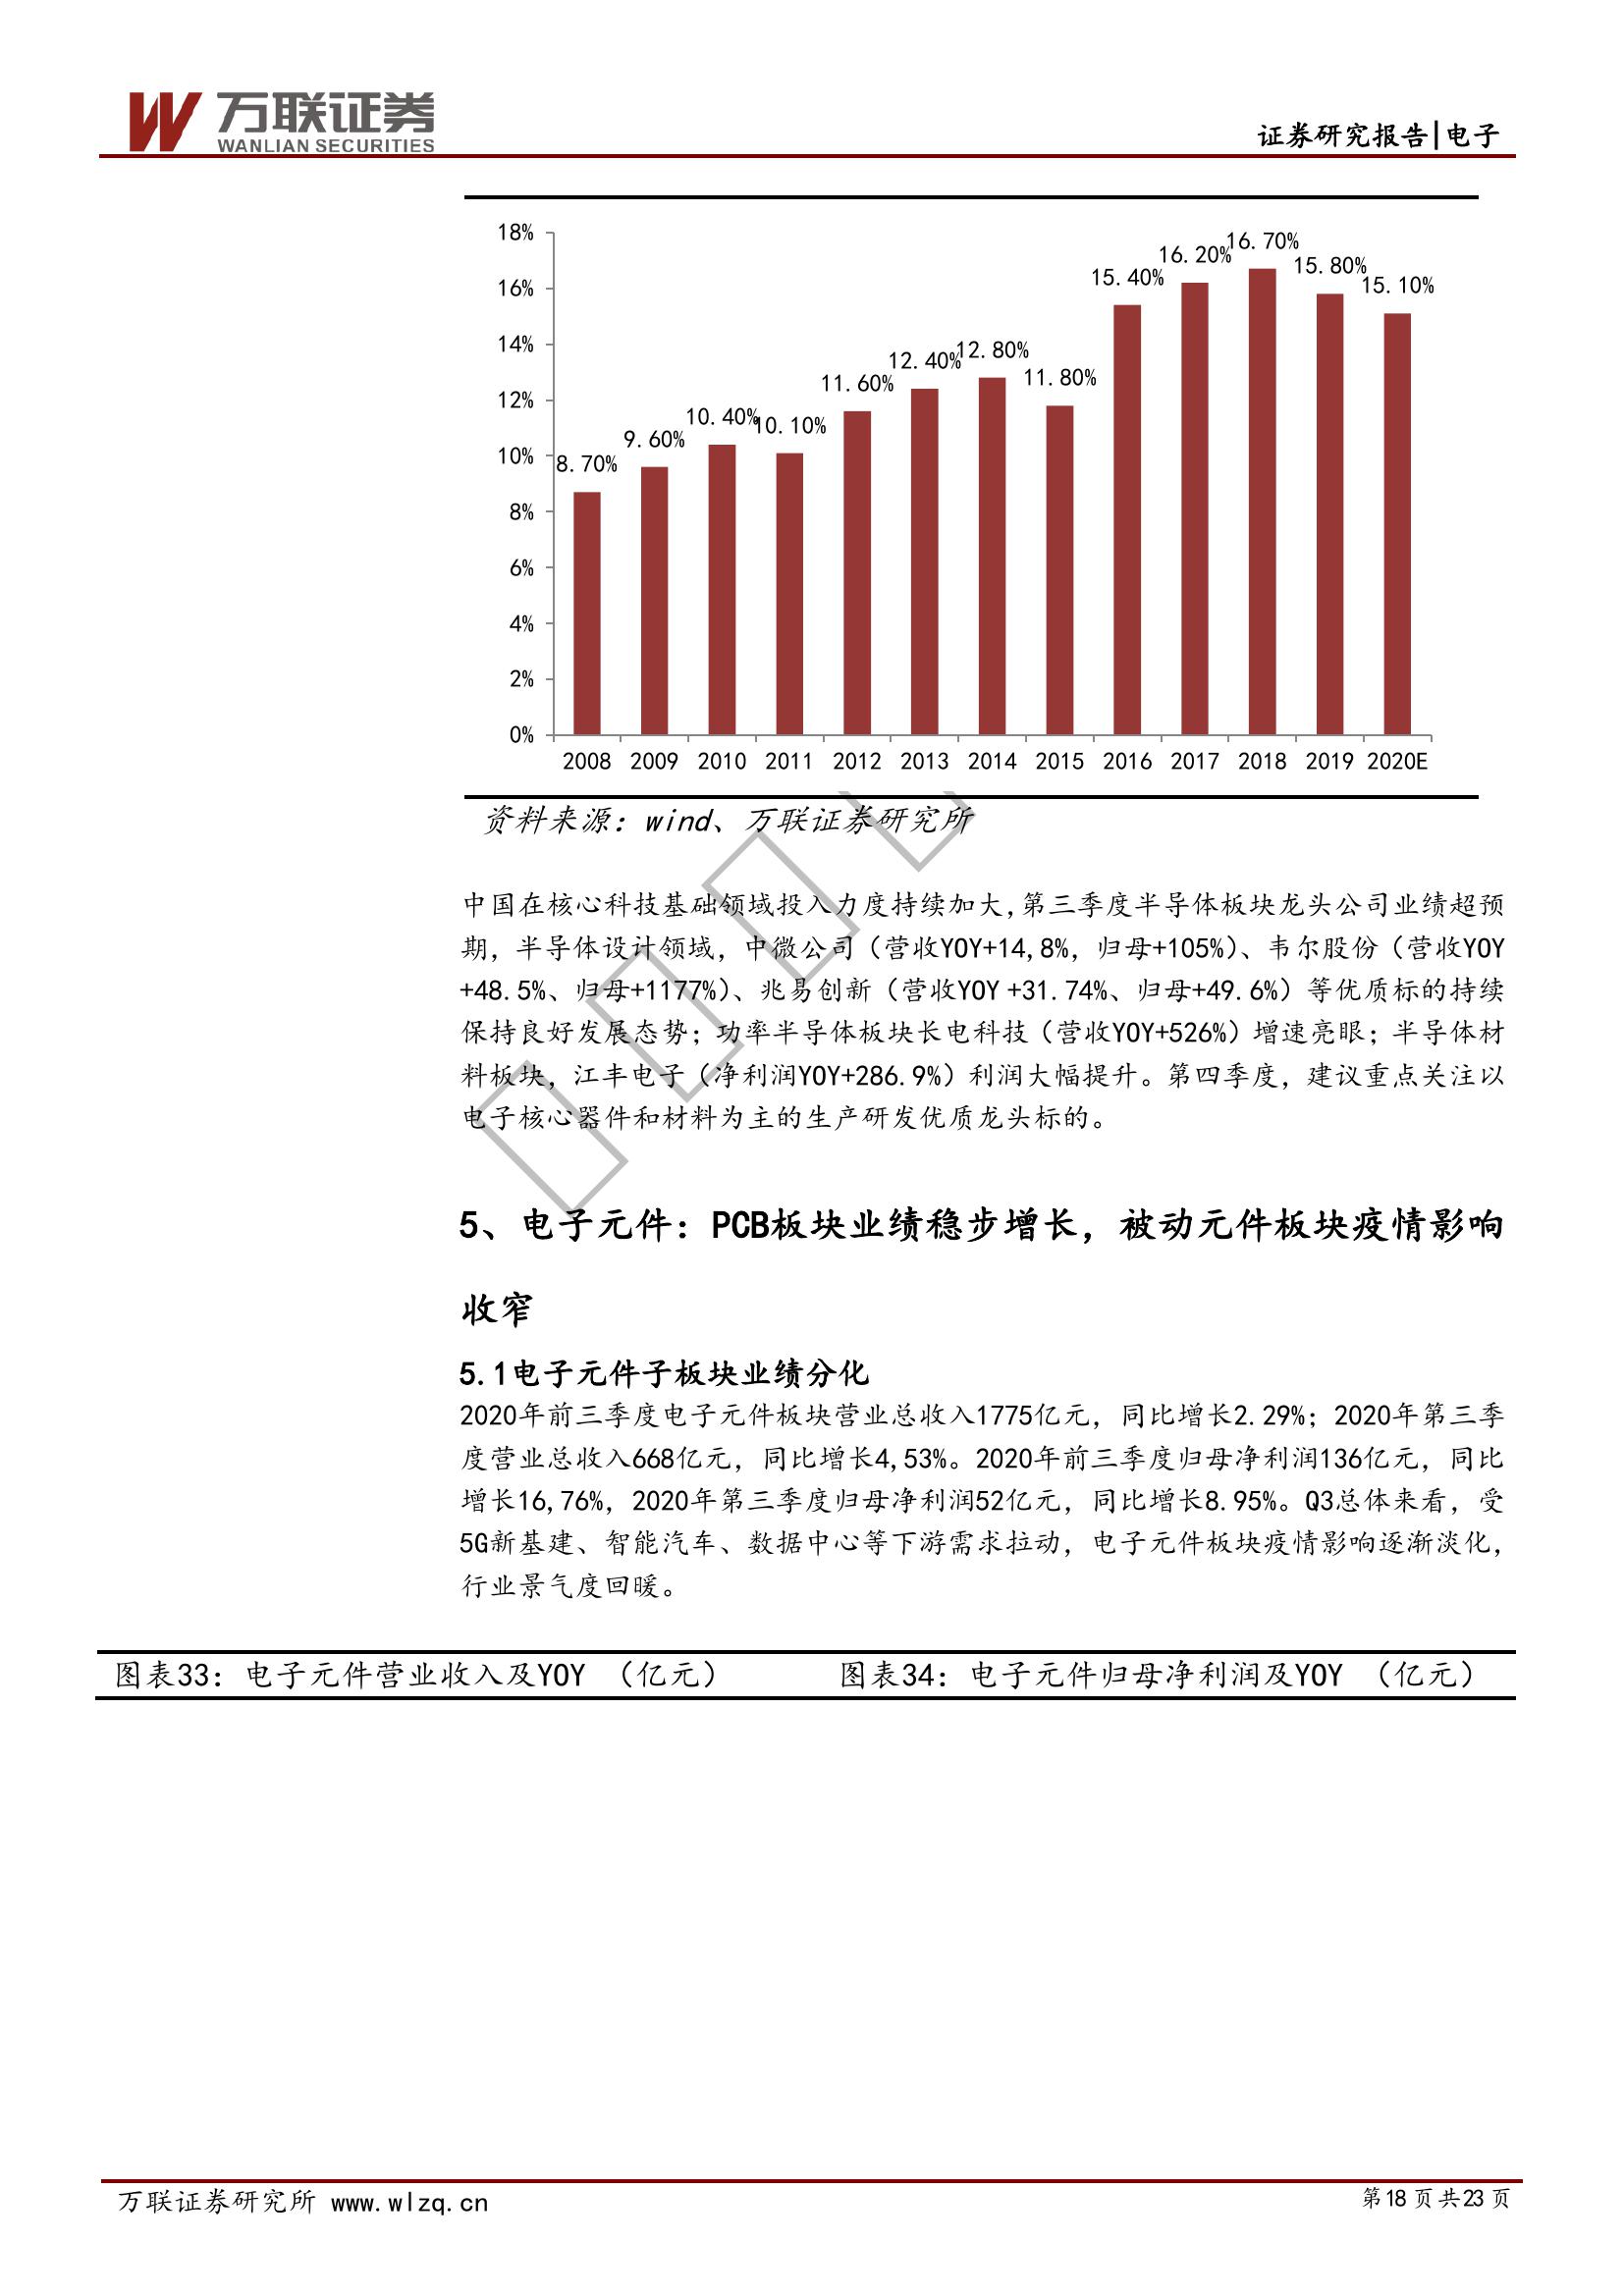 万联证券
WANLIAN SECURITIES
证券研究报告|电子
18%
16%
14%
12%
10%
8%
6%
4%
2%
0%
8.70%
9.60%
10.40%
10.10%
11.60%
12.40%
12.80%
11.80%
15.40%
16.20%
16.70%
15.80%
15.10%
2008 2009 2010 2011 2012 2013 2014 2015 2016 2017 2018 2019 2020E
资料来源：wind、万联证券研究所
中国在核心科技基础领域投入力度持续加大,第三季度半导体板块龙头公司业绩超预
期，半导体设计领域，中微公司（营收YOY+14,8%，归母+105%）、韦尔股份（营收YOY
+48.5%、归母+1177%）、兆易创新（营收YOY +31.74%、归母+49.6%）等优质标的持续
保持良好发展态势；功率半导体板块长电科技（营收YOY+526%）增速亮眼；半导体材
料板块，江丰电子（净利润YOY+286.9%）利润大幅提升。第四季度，建议重点关注以
电子核心器件和材料为主的生产研发优质龙头标的。
5、电子元件：PCB板块业绩稳步增长，被动元件板块疫情影响
收窄
5.1电子元件子板块业绩分化
2020年前三季度电子元件板块营业总收入1775亿元，同比增长2.29%；2020年第三季
度营业总收入668亿元，同比增长4,53%。2020年前三季度归母净利润136亿元，同比
增长16,76%，2020年第三季度归母净利润52亿元，同比增长8.95%。Q3总体来看，受
5G新基建、智能汽车、数据中心等下游需求拉动，电子元件板块疫情影响逐渐淡化，
行业景气度回暖。
图表33：电子元件营业收入及YOY （亿元）
图表34：电子元件归母净利润及YOY （亿元）
万联证券研究所 www.wlzq.cn
第18 页 共23 页